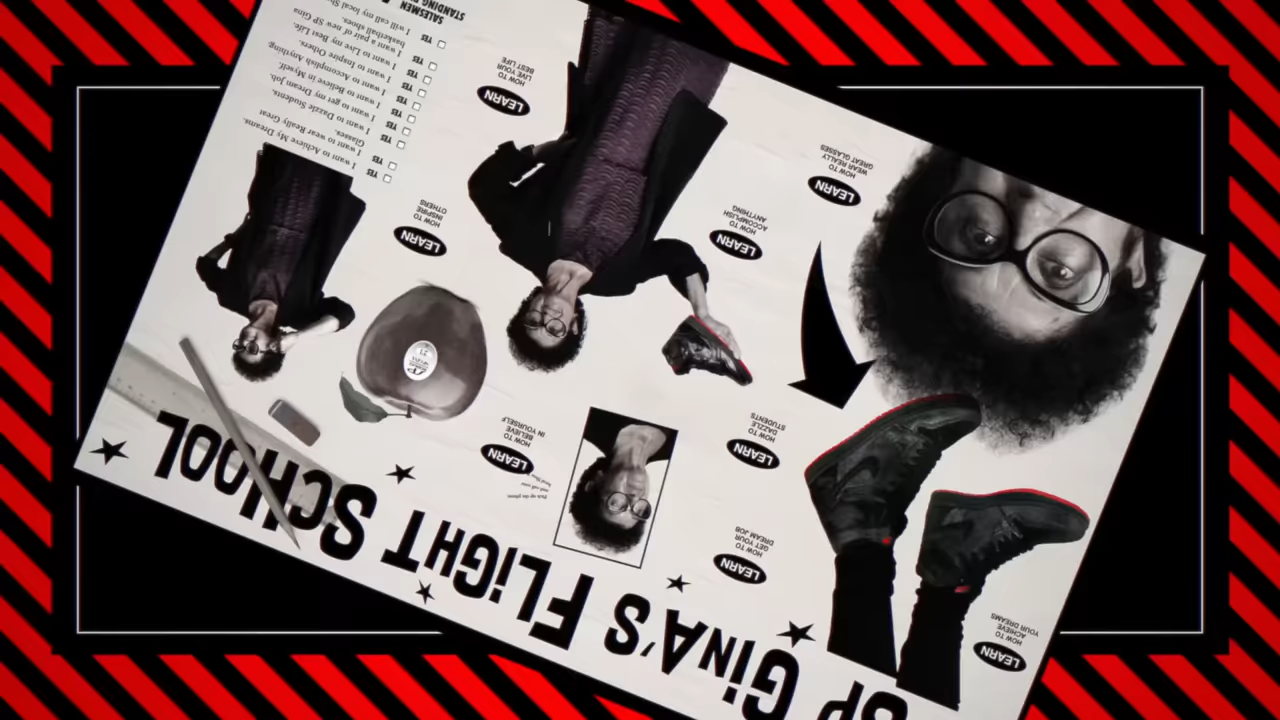 SP GiNA'S FLiGHT SCHOOL
LEARN
HOW TO
ACHIEVE
YOUR DREAMS
LEARN
HOW TO
GET YOUR
DREAM JOB
LEARN
HOW TO
DAZZLE
STUDENTS
Pick up the phone
LEARN
HOW TO
BELIEVE
IN YOURSELF
LEARN
HOW TO
WEAR REALLY
GREAT GLASSES
LEARN
HOW TO
ACCOMPLISH
ANYTHING
LEARN
HOW TO
INSPIRE
OTHERS
LEARN
HOW TO
LIVE YOUR
BEST LIFE
YES I want to Achieve My Dreams.
YES I want to wear Really Great
Glasses.
YES I want to Dazzle Students.
YES I want to get my Dream Job.
YES I want to Believe in Myself.
YES I want to Accomplish Anything.
YES I want to Inspire Others.
YES I want to Live my Best Life.
YES I want a pair of new SP Gina
basketball shoes.
YES I will call my local
SALESMEN
STANDING